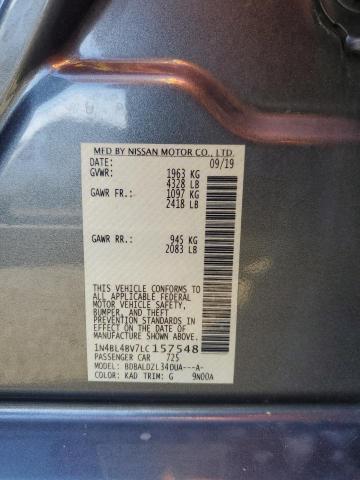 MFD BY NISSAN MOTOR CO., LTD.
DATE: 09/19
GVWR: 1963 KG
4328 LB
GAWR FR: 1097 KG
2418 LB
GAWR RR: 945 KG
2083 LB
THIS VEHICLE CONFORMS TO
ALL APPLICABLE FEDERAL
MOTOR VEHICLE SAFETY,
BUMPER, AND THEFT
PREVENTION STANDARDS IN
EFFECT ON THE DATE OF
MANUFACTURE SHOWN ABOVE.
1N4BL4BV7LC157548
PASSENGER CAR 725
MODEL: BDBALDZL34DUA---A-
COLOR: KAD TRIM: G 9N00A